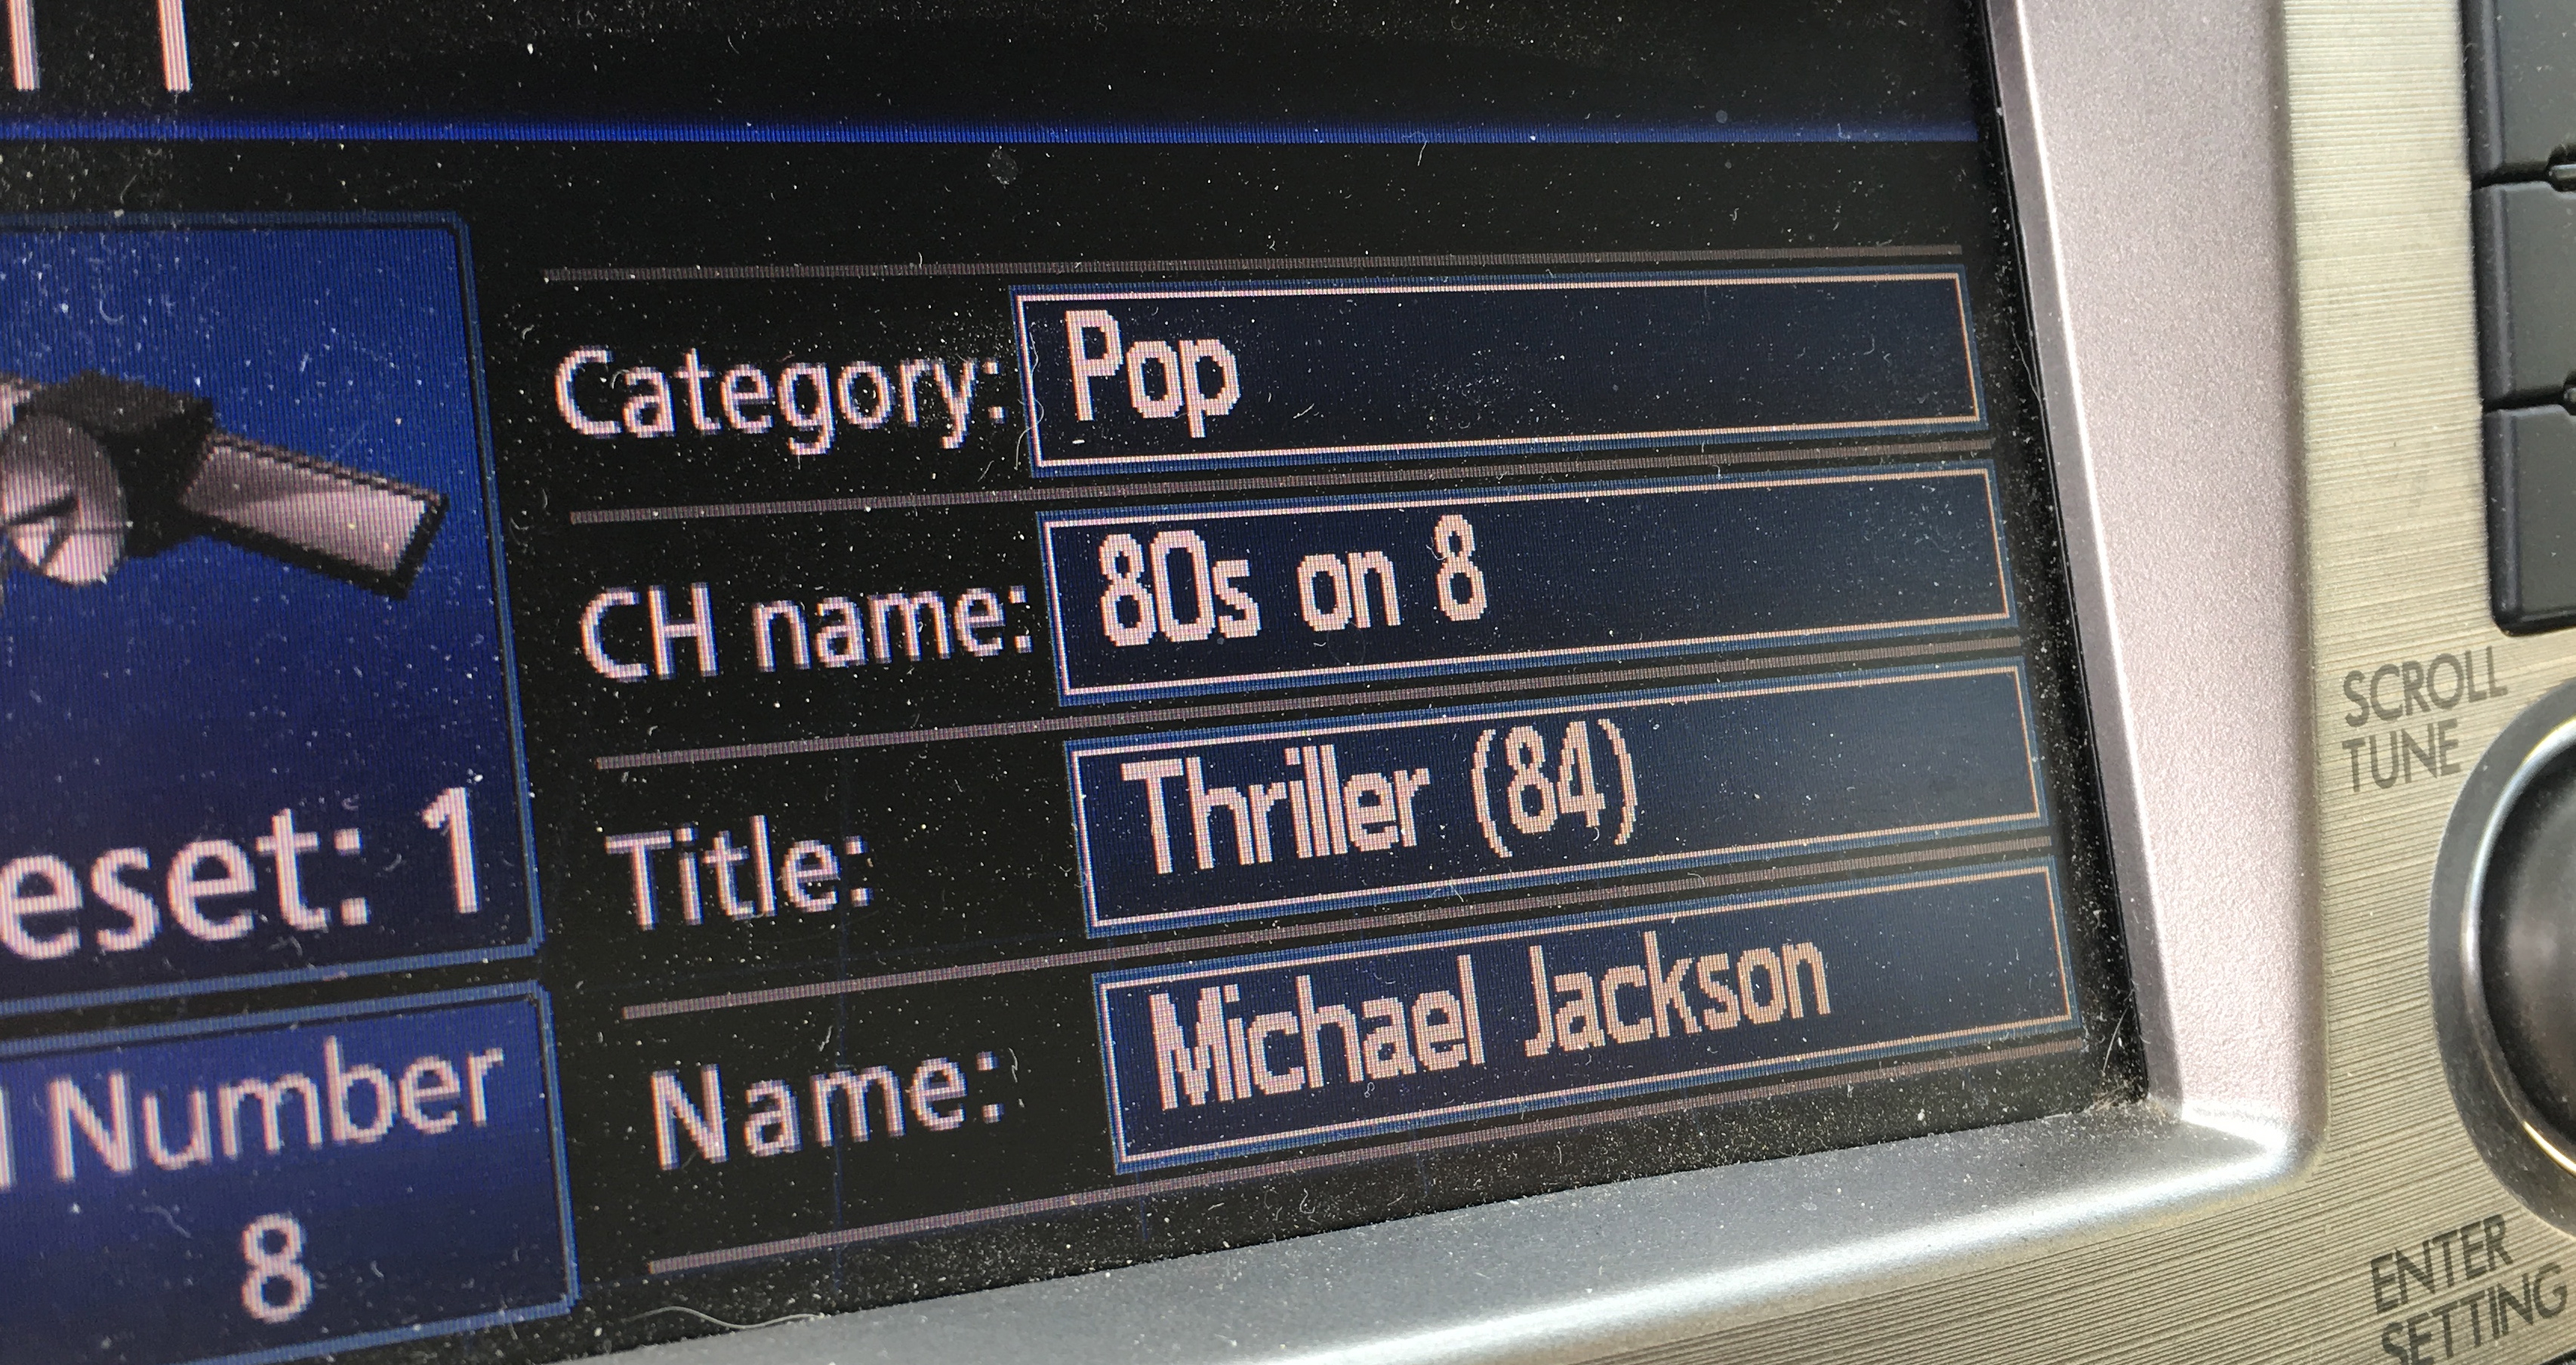 Category: Pop
CH name: 80s on 8
Title: Thriller (84)
Name: Michael Jackson
eset: 1
Number
8
SCROLL
TUNE
ENTER
SETTING